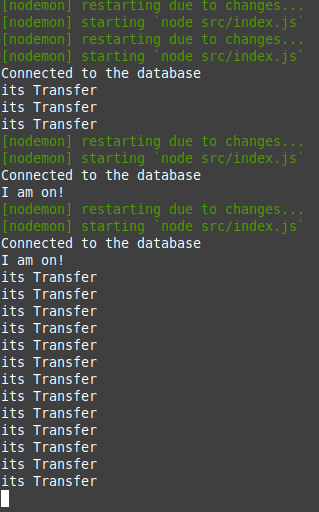 [nodemon] restarting due to changes...
[nodemon] starting `node src/index.js`
[nodemon] restarting due to changes...
[nodemon] starting `node src/index.js`
Connected to the database
its Transfer
its Transfer
its Transfer
[nodemon] restarting due to changes...
[nodemon] starting `node src/index.js`
Connected to the database
I am on!
[nodemon] restarting due to changes...
[nodemon] starting `node src/index.js`
Connected to the database
I am on!
its Transfer
its Transfer
its Transfer
its Transfer
its Transfer
its Transfer
its Transfer
its Transfer
its Transfer
its Transfer
its Transfer
its Transfer
its Transfer